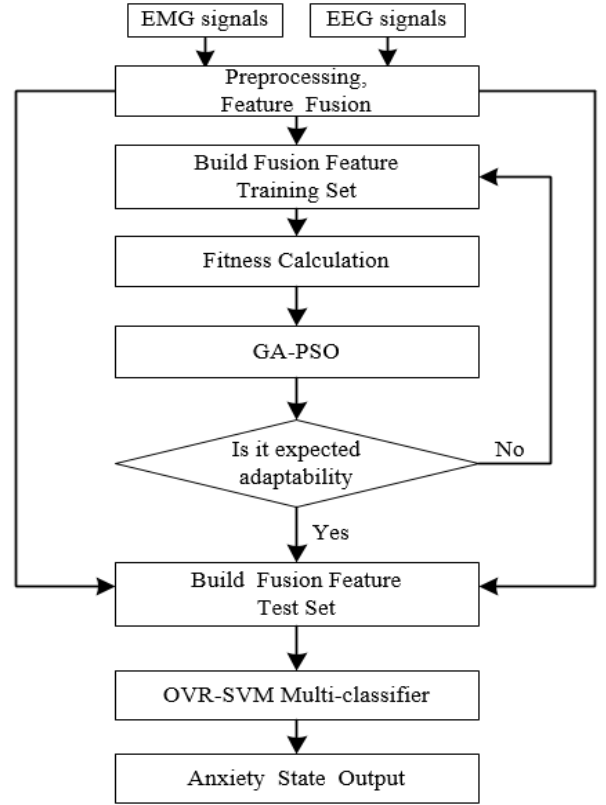 EMG signals
EEG signals
Preprocessing,
Feature Fusion
Build Fusion Feature
Training Set
Fitness Calculation
GA-PSO
Is it expected
adaptability
No
Yes
Build Fusion Feature
Test Set
OVR-SVM Multi-classifier
Anxiety State Output